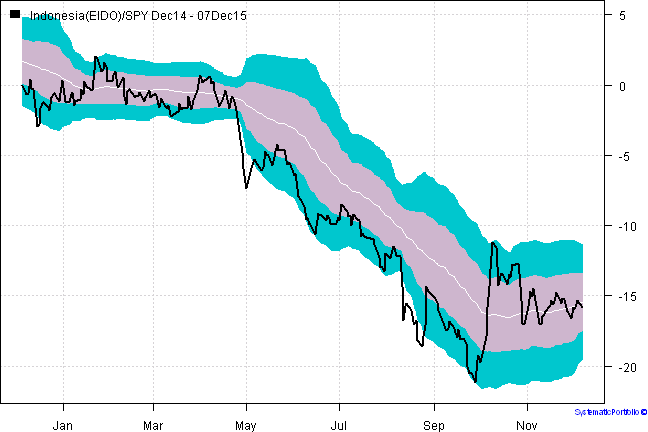 Indonesia(EIDO)/SPY Dec14 - 07Dec15
5
0
-5
-10
-15
-20
Jan Mar May Jul Sep Nov
SystematicPortfolio ©